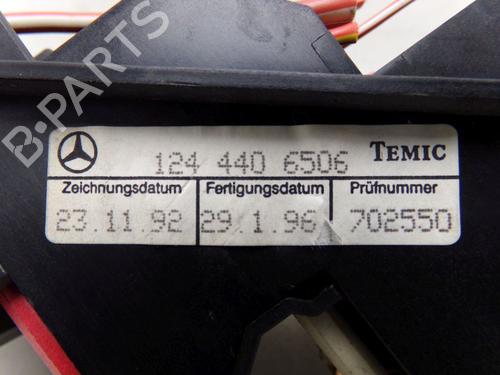 124 440 6506 TEMIC
Zeichnungsdatum Fertigungsdatum Prüfnummer
23.11.92 29.1.96 702550
B-PARTS